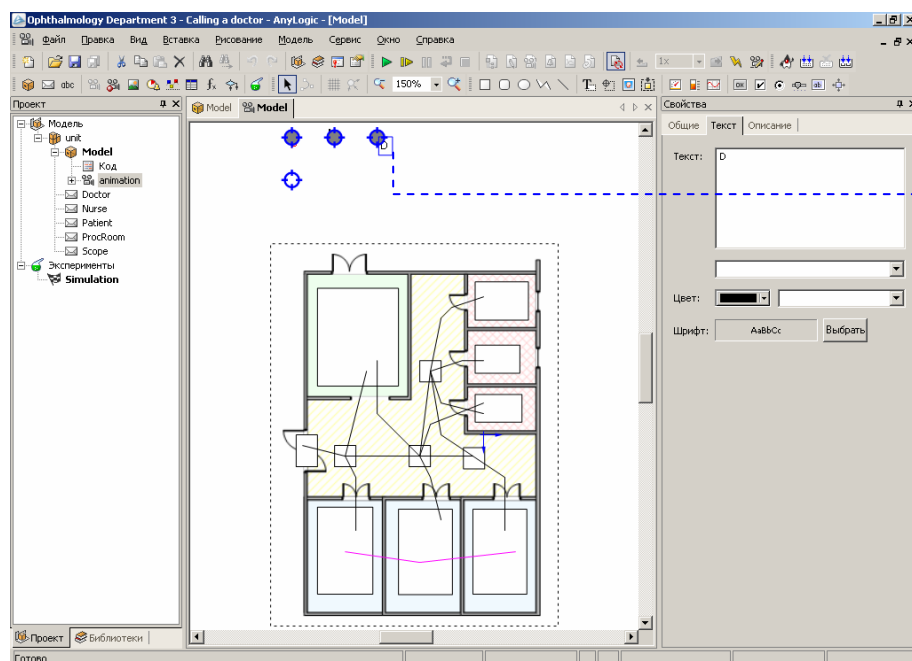 Ophthalmology Department 3 - Calling a doctor - AnyLogic - [Model]
Файл Правка Вид Вставка Рисование Модель Сервис Окно Справка
1x
abc 150%
Проект
Model Model
Свойства
Модель
unit
Model
Код
animation
Doctor
Nurse
Patient
ProcRoom
Scope
Эксперименты
Simulation
D
Общие Текст Описание
Текст: D
Цвет:
Шрифт: AaBbCc Выбрать
Проект Библиотеки
Готово